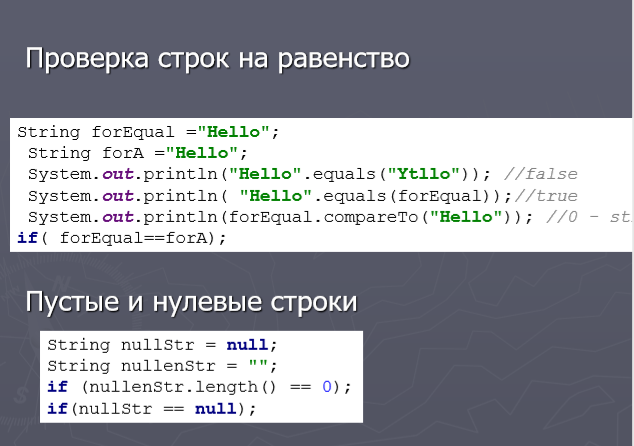 Проверка строк на равенство
String forEqual ="Hello";
String forA ="Hello";
System.out.println("Hello".equals("Ytllo")); //false
System.out.println( "Hello".equals(forEqual));//true
System.out.println(forEqual.compareTo("Hello")); //0 - st
if( forEqual==forA);
Пустые и нулевые строки
String nullStr = null;
String nullenStr = "";
if (nullenStr.length() == 0);
if(nullStr == null);